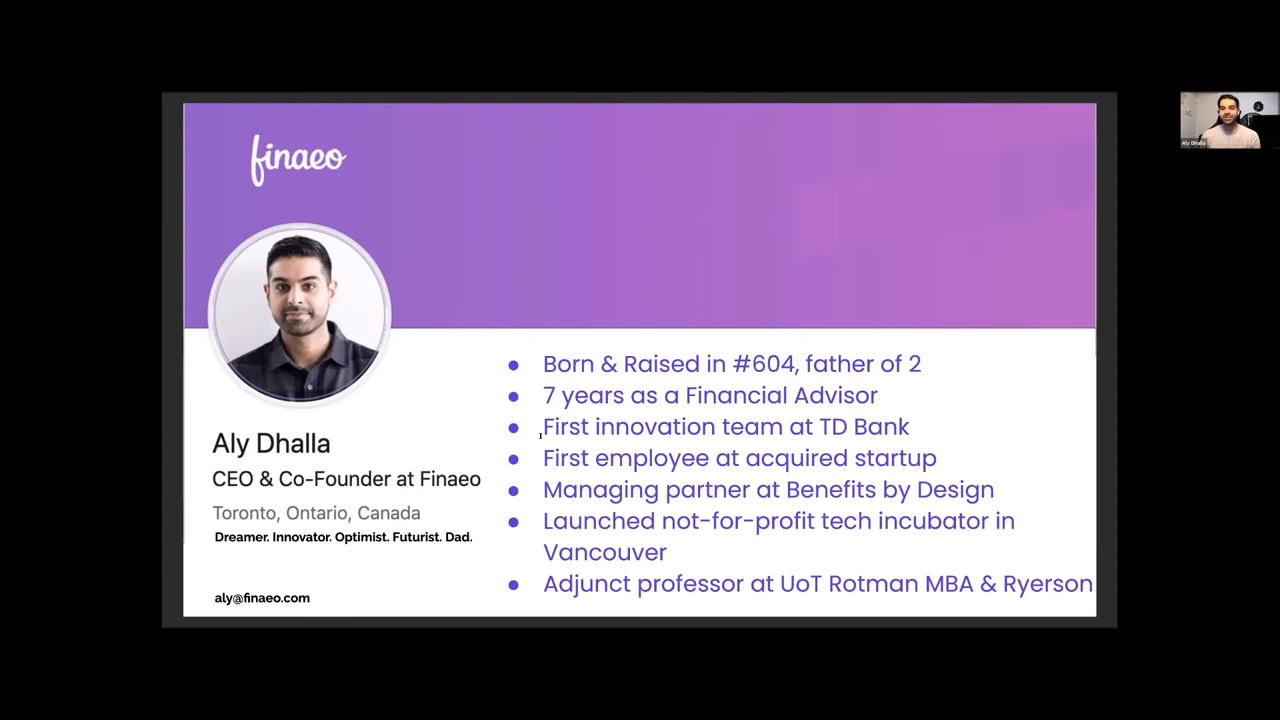 finaeo
Aly Dhalla
CEO & Co-Founder at Finaeo
Toronto, Ontario, Canada
Dreamer. Innovator. Optimist. Futurist. Dad.
aly@finaeo.com
● Born & Raised in #604, father of 2
● 7 years as a Financial Advisor
● First innovation team at TD Bank
● First employee at acquired startup
● Managing partner at Benefits by Design
● Launched not-for-profit tech incubator in
Vancouver
● Adjunct professor at UoT Rotman MBA & Ryerson
Aly Dhalla